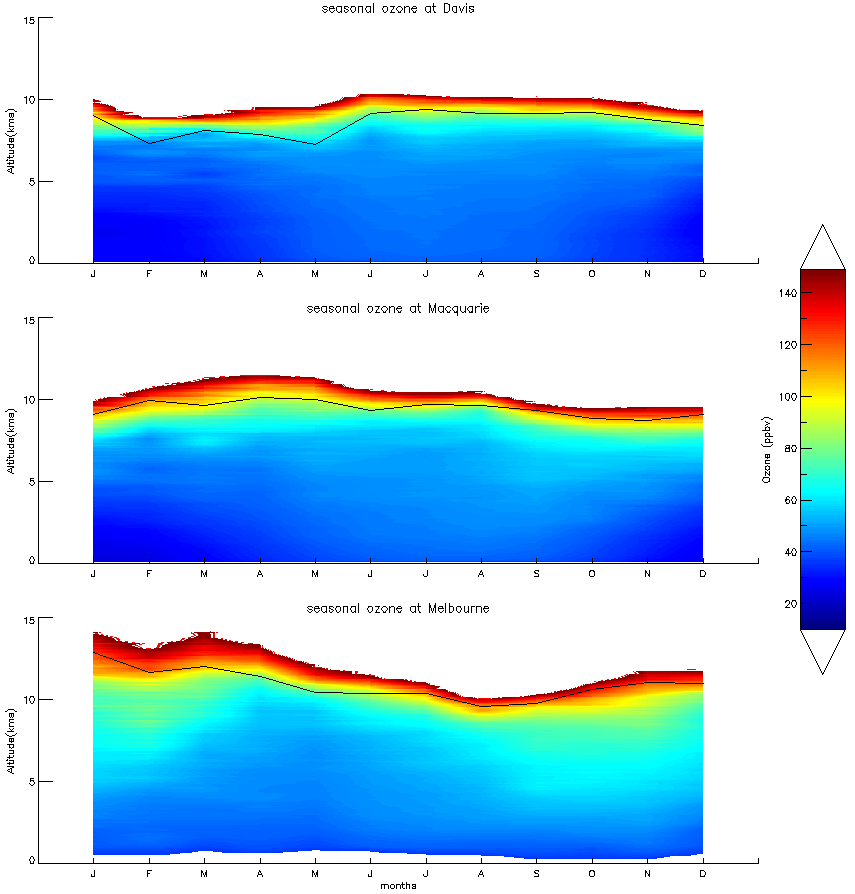 seasonal ozone at Davis
15
10
5
0
Altitude(kms)
J F M A M J J A S O N D
seasonal ozone at Macquarie
15
10
5
0
Altitude(kms)
J F M A M J J A S O N D
seasonal ozone at Melbourne
15
10
5
0
Altitude(kms)
J F M A M J J A S O N D
months
140
120
100
80
60
40
20
Ozone (ppbv)